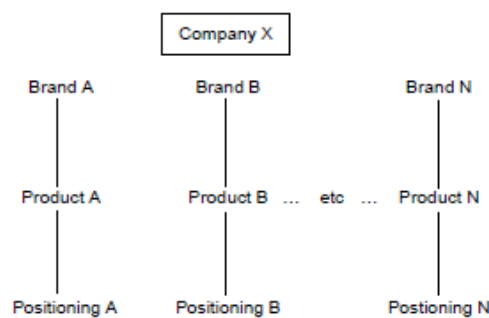 Company X
Brand A Brand B Brand N
Product A Product B ... etc ... Product N
Positioning A Positioning B Postioning N